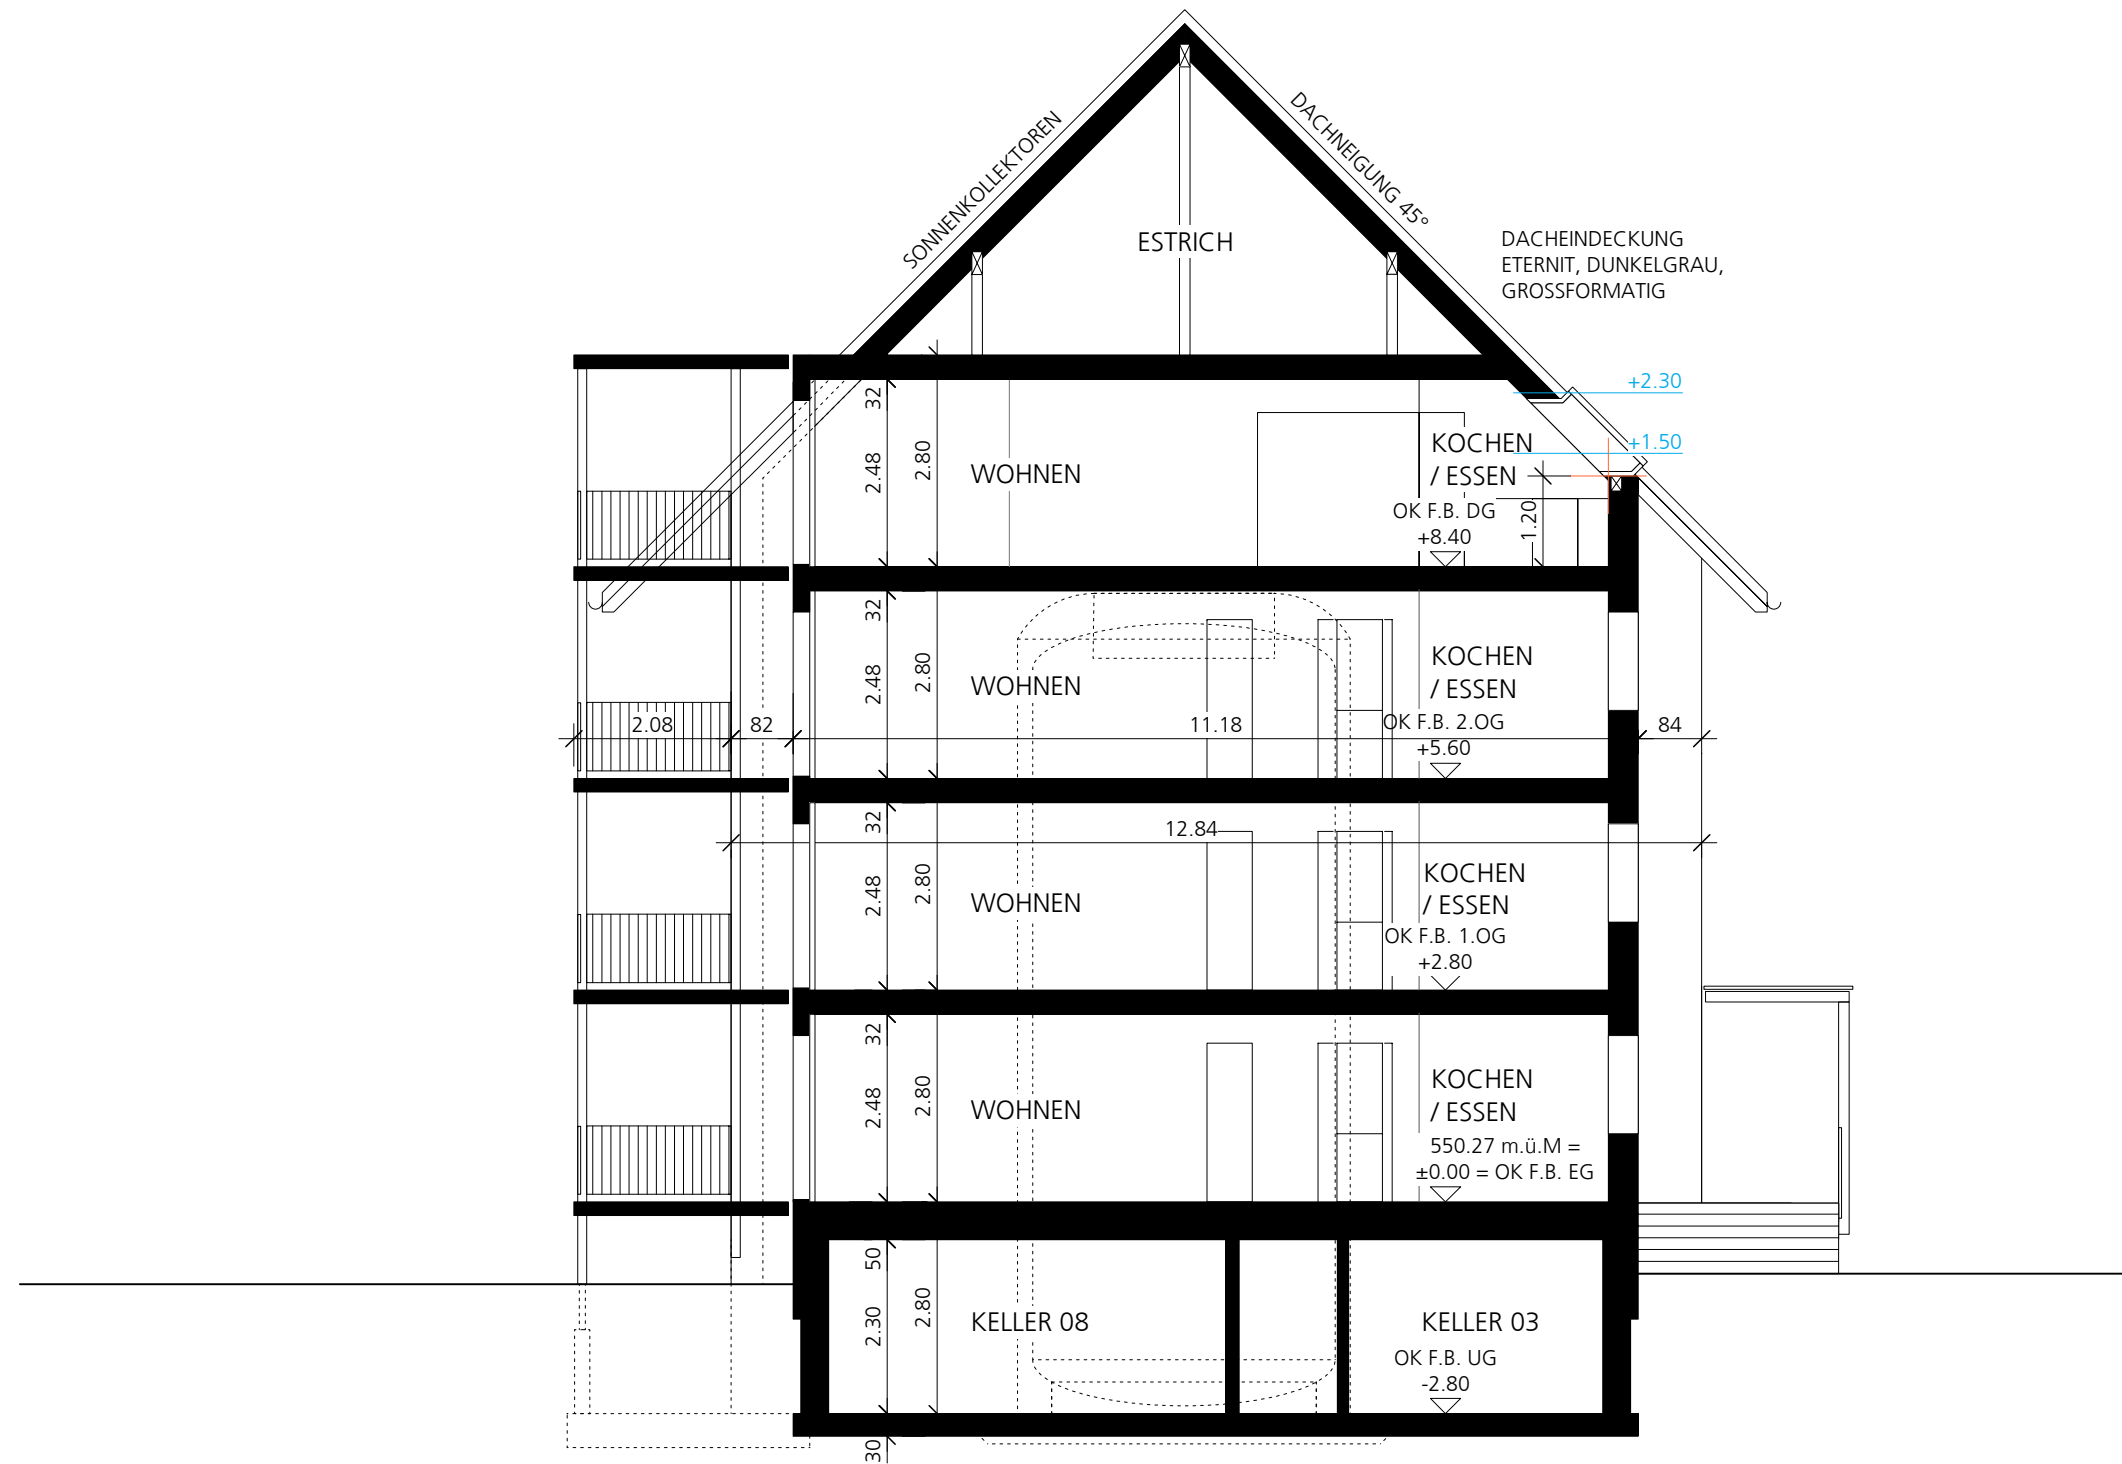 SONNENKOLLEKTOREN
DACHNEIGUNG 45°
ESTRICH
DACHEINDECKUNG
ETERNIT, DUNKELGRAU,
GROSSFORMATIG
+2.30
+1.50
32
2.48
2.80
WOHNEN
KOCHEN
/ ESSEN
OK F.B. DG
+8.40
1.20
32
2.48
2.80
WOHNEN
KOCHEN
/ ESSEN
OK F.B. 2.OG
+5.60
2.08
82
11.18
84
32
2.48
2.80
12.84
WOHNEN
KOCHEN
/ ESSEN
OK F.B. 1.OG
+2.80
32
2.48
2.80
WOHNEN
KOCHEN
/ ESSEN
550.27 m.ü.M =
±0.00 = OK F.B. EG
50
2.30
2.80
KELLER 08
KELLER 03
OK F.B. UG
-2.80
30